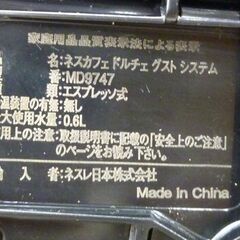 家庭用品品質表示法による表示
品名：ネスカフェ ドルチェ グスト システム
番：MD9747
類：エスプレッソ式
温装置の有無：無し
大使用水量：0.6L
用上の注意：取扱説明書に記載の「安全上のご注意」
のページをお読み下さい。
輸入者：ネスレ日本株式会社
Made in China